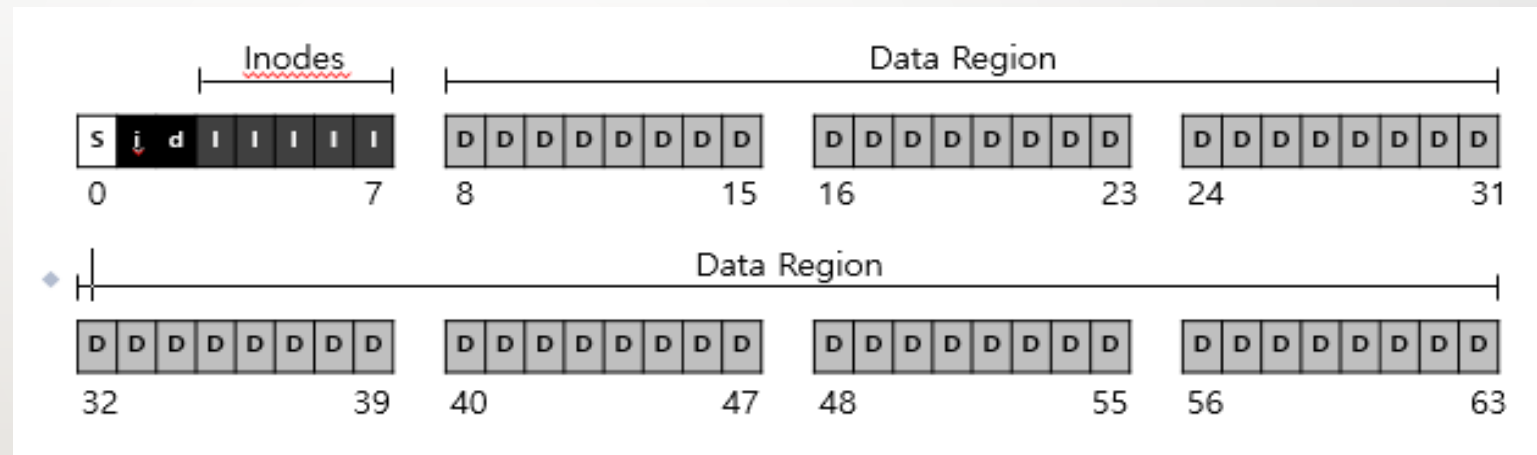 Inodes Data Region
S i d I I I I I D D D D D D D D D D D D D D D D D D D D D D D D
0 7 8 15 16 23 24 31
Data Region
D D D D D D D D D D D D D D D D D D D D D D D D D D D D D D D D
32 39 40 47 48 55 56 63